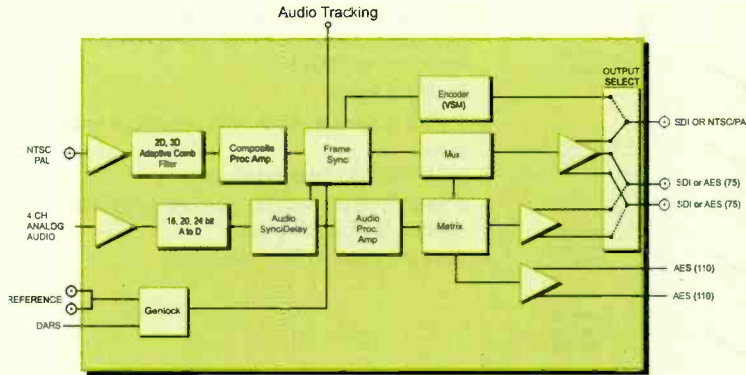 Audio Tracking
OUTPUT
SELECT
Encoder
(VSM)
SDI OR NTSC/PA
NTSC
PAL
2D, 3D
Adaptive Comb
Filter
Composite
Proc Amp.
Frame
Sync
Mux
SDI or AES (75)
SDI or AES (75)
4 CH
ANALOG
AUDIO
16, 20, 24 bit
A to D
Audio
Sync/Delay
Audio
Proc.
Amp
Matrix
REFERENCE
Genlock
DARS
AES (110)
AES (110)